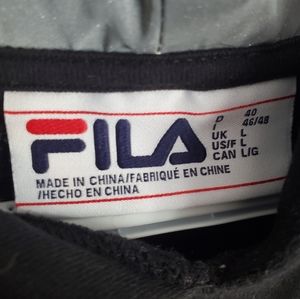 FILA
D 40
I 46/48
UK L
US/F L
CAN L/G
MADE IN CHINA/FABRIQUÉ EN CHINE
/HECHO EN CHINA